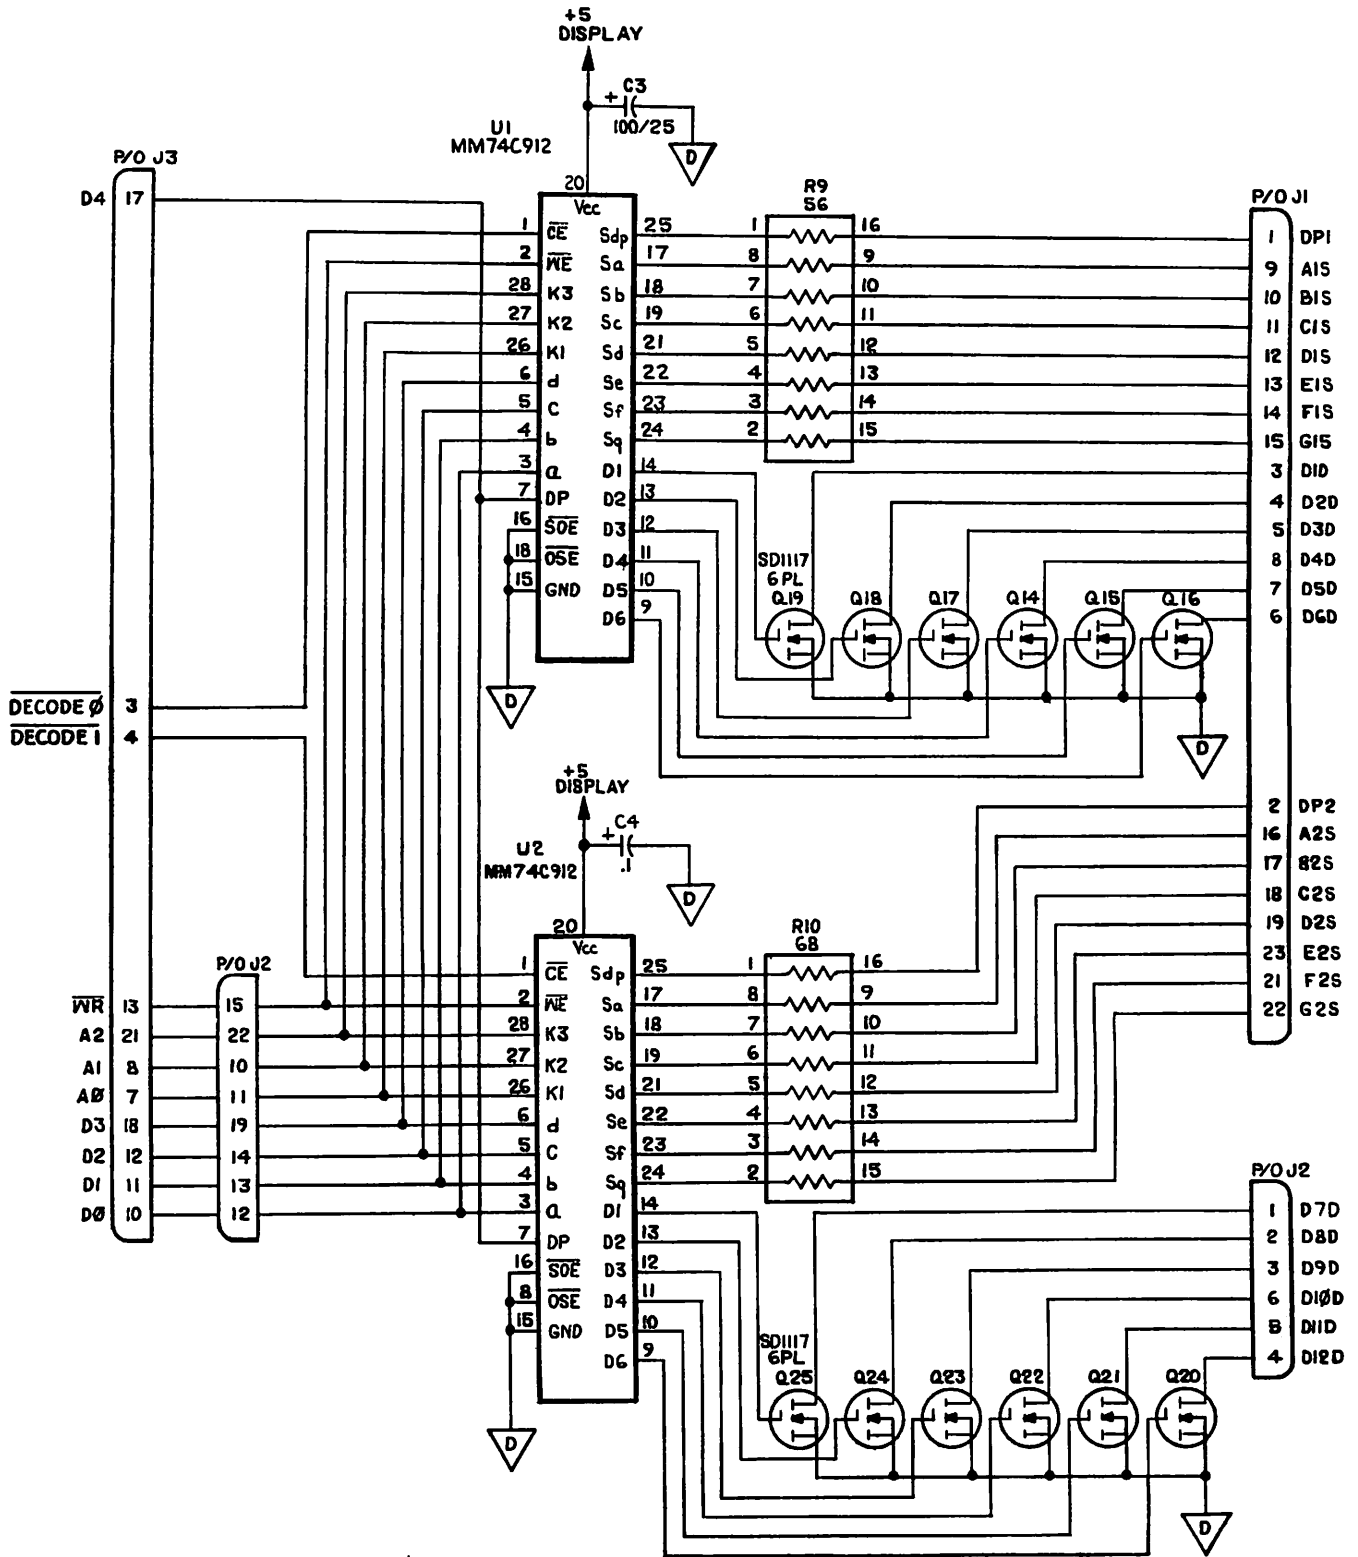 +5
DISPLAY
+ C3
100/25
D
U1
MM74C912
P/O J3
D4 17
20
Vcc
R9
56
P/O J1
1 CE Sdp 25 1 16 1 DP1
2 WE Sa 17 8 9 9 A1S
28 K3 Sb 18 7 10 10 B1S
27 K2 Sc 19 6 11 11 C1S
26 K1 Sd 21 5 12 12 D1S
6 d Se 22 4 13 13 E1S
5 C Sf 23 3 14 14 F1S
4 b Sq 24 2 15 15 G1S
3 a D1 14 3 D1D
7 DP D2 13 4 D2D
16 SOE D3 12 5 D3D
18 OSE D4 11 8 D4D
15 GND D5 10 7 D5D
D6 9 6 D6D
SD1117
6 PL
Q19 Q18 Q17 Q14 Q15 Q16
D
D
DECODE Ø 3
DECODE 1 4
+5
DISPLAY
+ C4
.1
D
U2
MM74C912
2 DP2
16 A2S
17 B2S
18 C2S
19 D2S
23 E2S
21 F2S
22 G2S
20
Vcc
R10
68
P/O J2
1 CE Sdp 25 1 16
WR 13 15 2 WE Sa 17 8 9
A2 21 22 28 K3 Sb 18 7 10
A1 8 10 27 K2 Sc 19 6 11
AØ 7 11 26 K1 Sd 21 5 12
D3 18 19 6 d Se 22 4 13
D2 12 14 5 C Sf 23 3 14
D1 11 13 4 b Sq 24 2 15
DØ 10 12 3 a D1 14
P/O J2
1 D7D
7 DP D2 13 2 D8D
16 SOE D3 12 3 D9D
8 OSE D4 11 6 D1ØD
15 GND D5 10 D11D
D6 9 4 D12D
SD1117
6PL
Q25 Q24 Q23 Q22 Q21 Q20
D
D